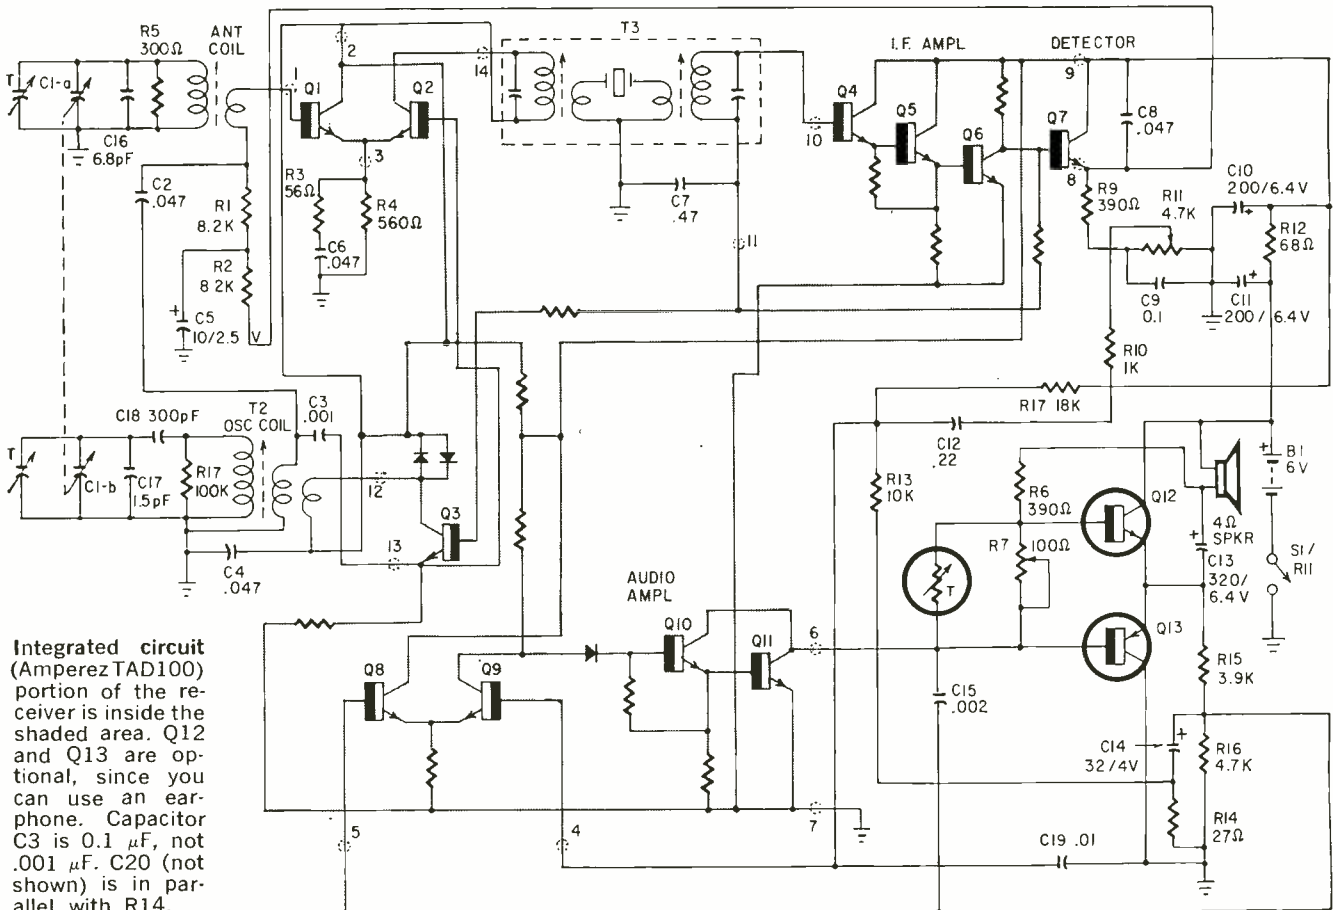 R5
300Ω
ANT
COIL
T
C1-a
C16
6.8pF
1
Q1
2
Q2
14
T3
3
R3
56Ω
R4
560Ω
C6
.047
C7
.47
11
I.F. AMPL
DETECTOR
9
Q4
10
Q5
Q6
Q7
8
C8
.047
R9
390Ω
R11
4.7K
C10
200/6.4V
+
R12
68Ω
C9
0.1
C11
200/6.4V
+
R10
1K
R17 18K
C2
.047
R1
8.2K
R2
8.2K
+
C5
10/2.5 V
T2
OSC COIL
C3
.001
C18 300pF
T
C1-b
C17
1.5pF
R17
100K
C4
.047
12
13
Q3
C12
.22
R13
10K
R6
390Ω
R7
100Ω
T
Q12
Q13
4Ω
SPKR
+
C13
320/
6.4V
+
B1
6V
S1/
R11
R15
3.9K
C14
32/4V
+
R16
4.7K
R14
27Ω
C19 .01
C15
.002
AUDIO
AMPL
Q10
Q11
6
Q8
Q9
5
4
7
Integrated circuit
(Amperez TAD100)
portion of the re-
ceiver is inside the
shaded area. Q12
and Q13 are op-
tional, since you
can use an ear-
phone. Capacitor
C3 is 0.1 μF, not
.001 μF. C20 (not
shown) is in par-
allel with R14.